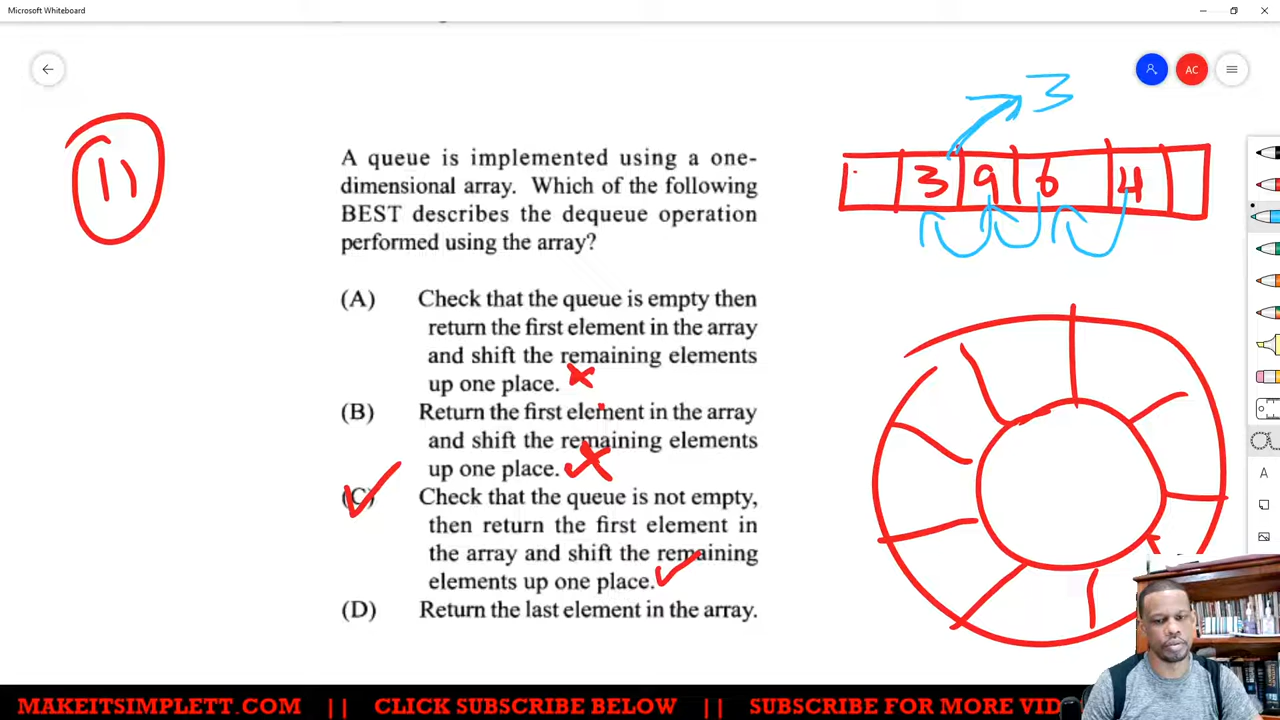 Microsoft Whiteboard
AC
11
A queue is implemented using a one-
dimensional array. Which of the following
BEST describes the dequeue operation
performed using the array?
(A) Check that the queue is empty then
return the first element in the array
and shift the remaining elements
up one place.
(B) Return the first element in the array
and shift the remaining elements
up one place.
(C) Check that the queue is not empty,
then return the first element in
the array and shift the remaining
elements up one place.
(D) Return the last element in the array.
3
3 9 6 4
A
MAKEITSIMPLETT.COM || CLICK SUBSCRIBE BELOW || SUBSCRIBE FOR MORE VID